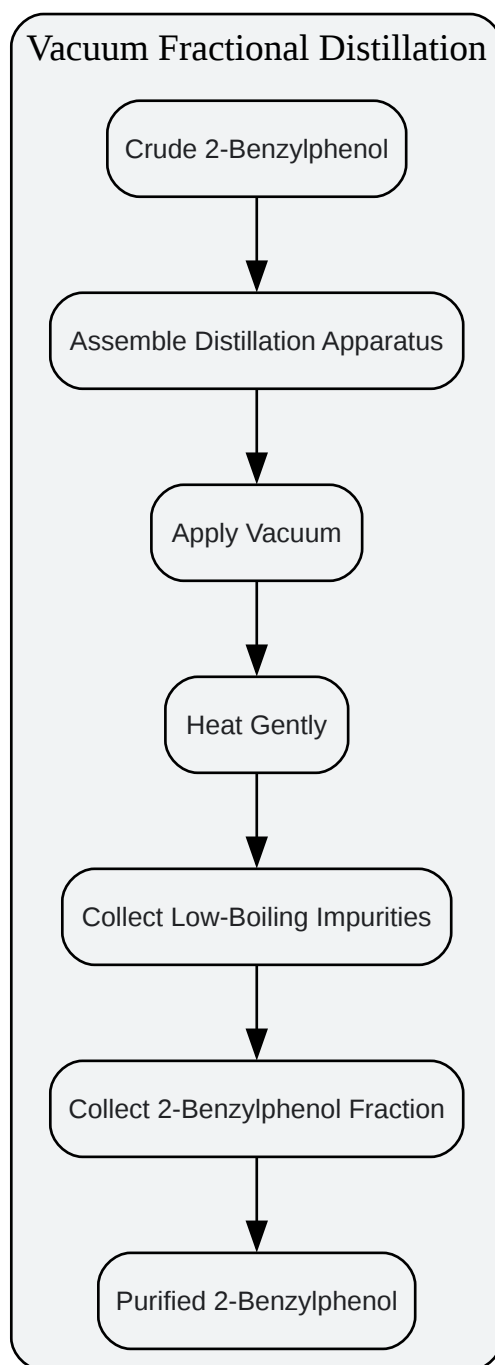 Vacuum Fractional Distillation
Crude 2-Benzylphenol
Assemble Distillation Apparatus
Apply Vacuum
Heat Gently
Collect Low-Boiling Impurities
Collect 2-Benzylphenol Fraction
Purified 2-Benzylphenol